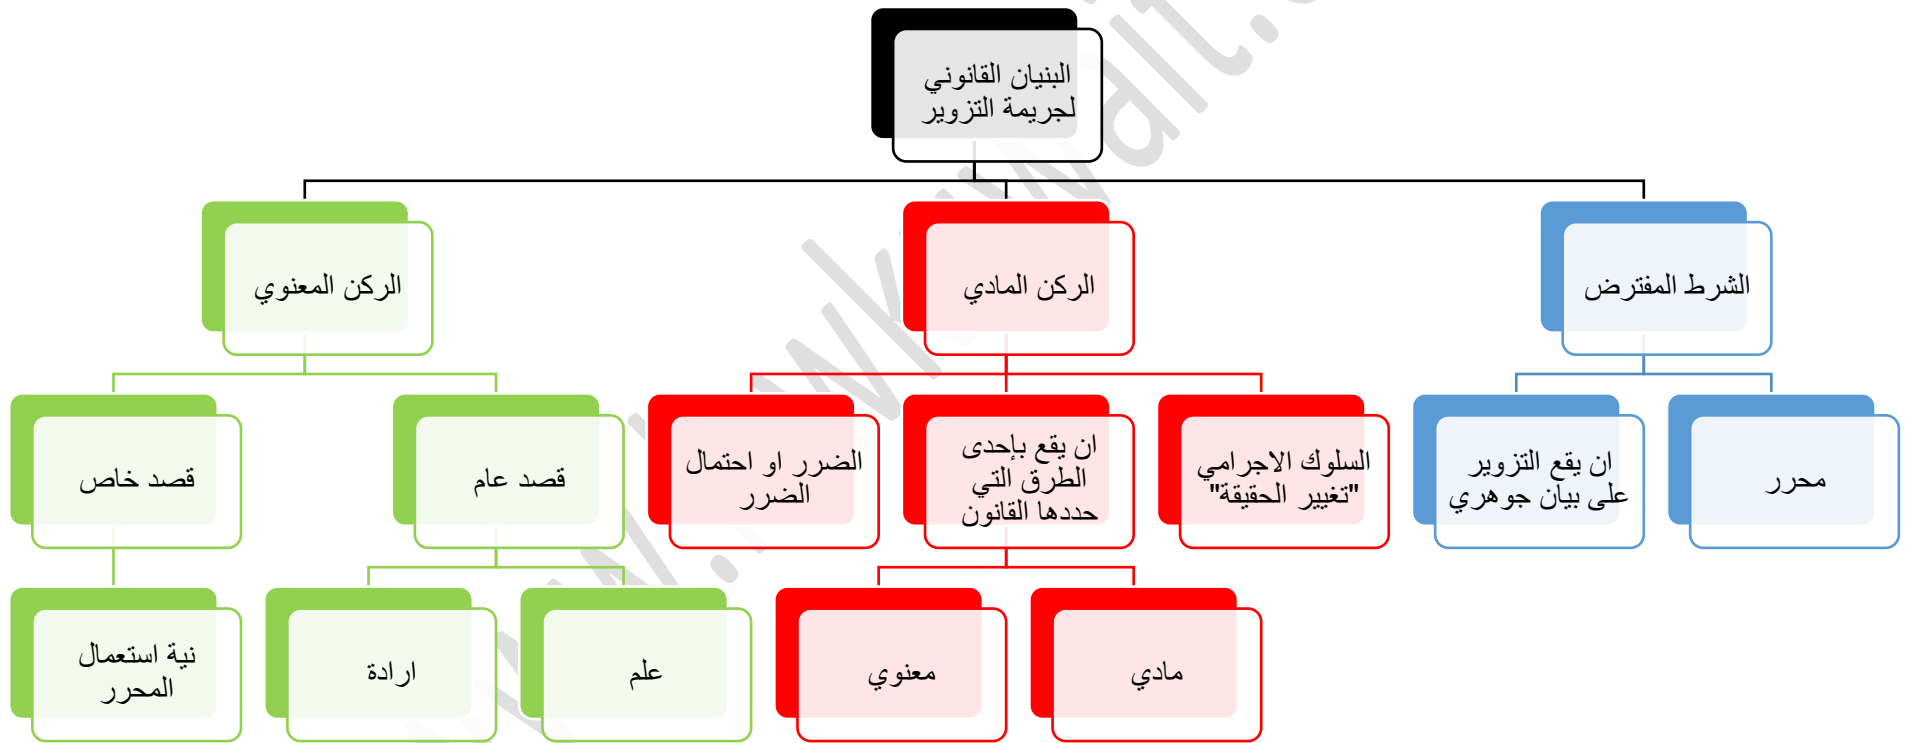 البنيان القانوني
لجريمة التزوير
الشرط المفترض
الركن المادي
الركن المعنوي
محرر
ان يقع التزوير
على بيان جوهري
السلوك الاجرامي
"تغيير الحقيقة"
ان يقع بإحدى
الطرق التي
حددها القانون
الضرر او احتمال
الضرر
قصد عام
قصد خاص
مادي
معنوي
علم
ارادة
نية استعمال
المحرر